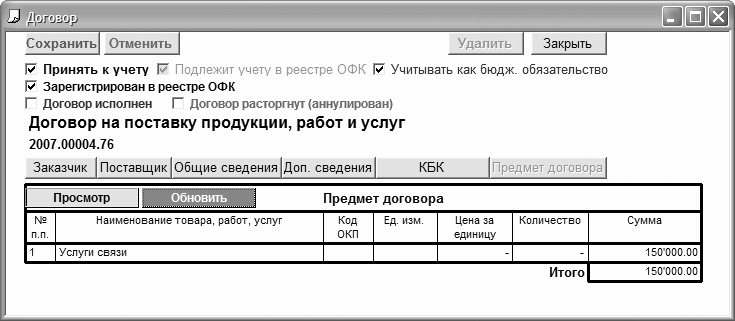 Договор
Сохранить Отменить Удалить Закрыть
Принять к учету Подлежит учету в реестре ОФК Учитывать как бюдж. обязательство
Зарегистрирован в реестре ОФК
Договор исполнен Договор расторгнут (аннулирован)
Договор на поставку продукции, работ и услуг
2007.00004.76
Заказчик Поставщик Общие сведения Доп. сведения КБК Предмет договора
Просмотр Обновить Предмет договора
№ Наименование товара, работ, услуг Код Ед. изм. Цена за Количество Сумма
п.п. ОКП единицу
1 Услуги связи - - 150'000.00
Итого 150'000.00